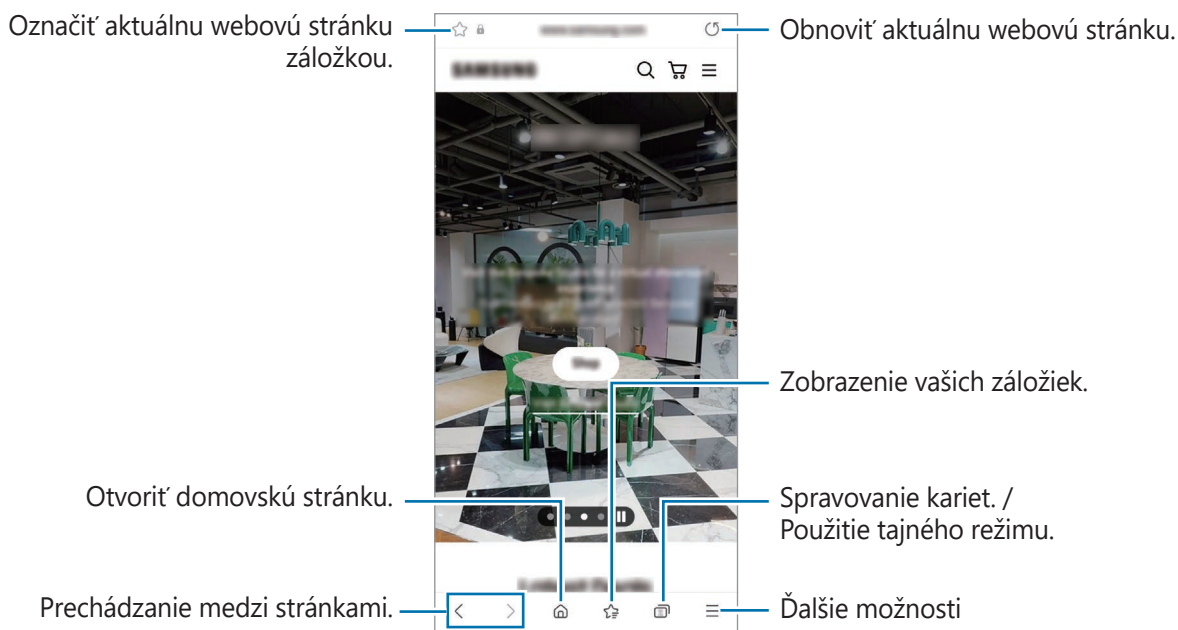 Označiť aktuálnu webovú stránku
záložkou.
Obnoviť aktuálnu webovú stránku.
SAMSUNG
Zobrazenie vašich záložiek.
Otvoriť domovskú stránku.
Spravovanie kariet. /
Použitie tajného režimu.
Prechádzanie medzi stránkami.
Ďalšie možnosti